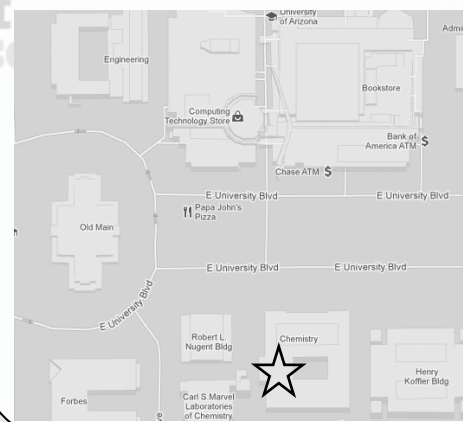 University
of Arizona
Engineering
Bookstore
Computing
Technology Store
Bank of
America ATM
Chase ATM
E University Blvd
E University Blvd
Papa John's
Pizza
Old Main
E University Blvd
E University Blvd
E University Blvd
Robert L.
Nugent Bldg
Chemistry
Henry
Koffler Bldg
Forbes
Carl S Marvel
Laboratories
of Chemistry